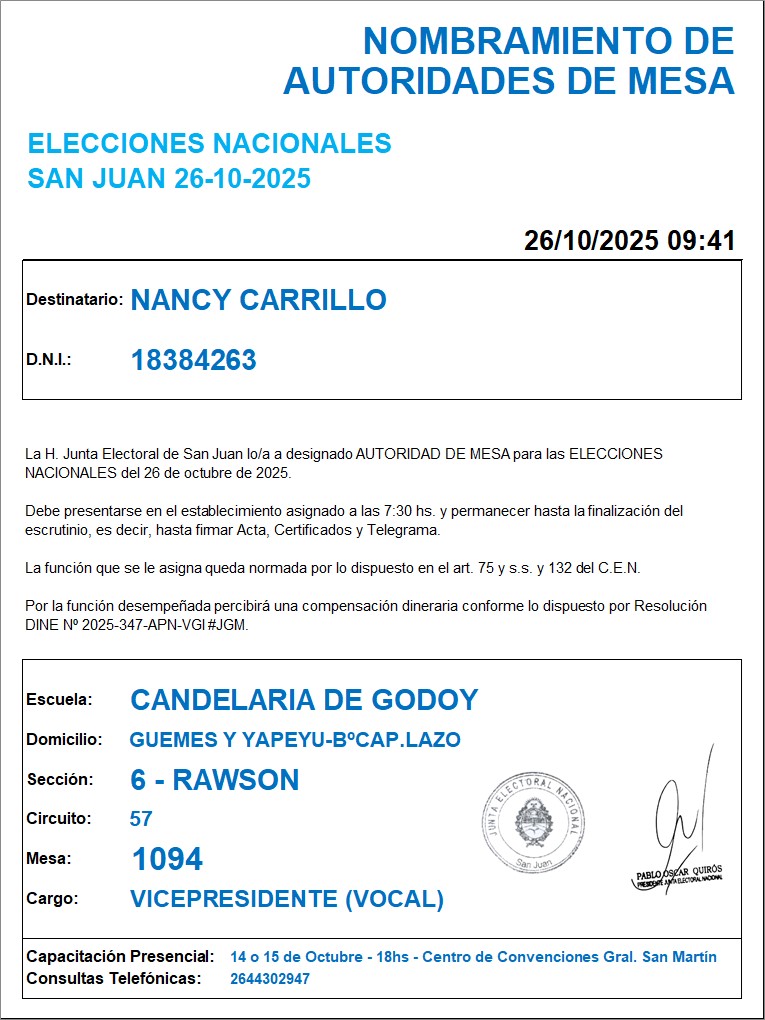 NOMBRAMIENTO DE
AUTORIDADES DE MESA
ELECCIONES NACIONALES
SAN JUAN 26-10-2025
26/10/2025 09:41
Destinatario: NANCY CARRILLO
D.N.I.: 18384263
La H. Junta Electoral de San Juan lo/a a designado AUTORIDAD DE MESA para las ELECCIONES
NACIONALES del 26 de octubre de 2025.
Debe presentarse en el establecimiento asignado a las 7:30 hs. y permanecer hasta la finalización del
escrutinio, es decir, hasta firmar Acta, Certificados y Telegrama.
La función que se le asigna queda normada por lo dispuesto en el art. 75 y s.s. y 132 del C.E.N.
Por la función desempeñada percibirá una compensación dineraria conforme lo dispuesto por Resolución
DINE Nº 2025-347-APN-VGI#JGM.
Escuela: CANDELARIA DE GODOY
Domicilio: GUEMES Y YAPEYU-BºCAP.LAZO
Sección: 6 - RAWSON
Circuito: 57
Mesa: 1094
Cargo: VICEPRESIDENTE (VOCAL)
JUNTA ELECTORAL NACIONAL
San Juan
PABLO OSCAR QUIRÓS
PRESIDENTE JUNTA ELECTORAL NACIONAL
Capacitación Presencial: 14 o 15 de Octubre - 18hs - Centro de Convenciones Gral. San Martín
Consultas Telefónicas: 2644302947